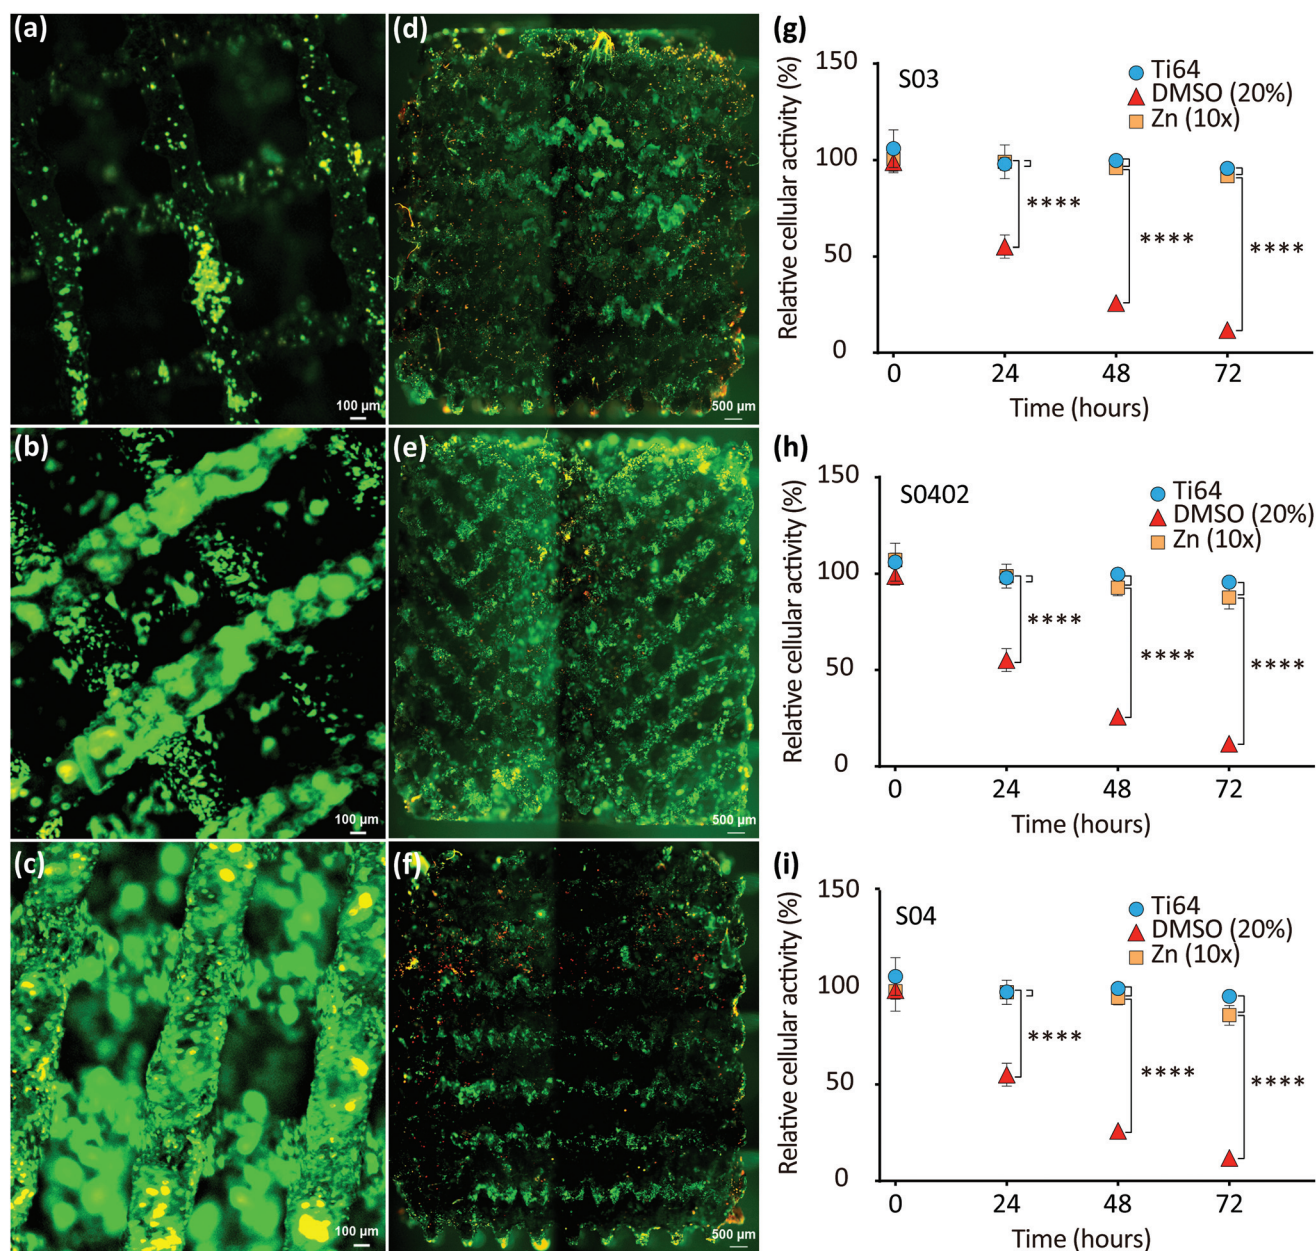 (a)
100 µm
(d)
500 µm
(g)
S03
Ti64
DMSO (20%)
Zn (10x)
Relative cellular activity (%)
150
100
50
0
****
****
****
0 24 48 72
Time (hours)
(b)
100 µm
(e)
500 µm
(h)
S0402
Ti64
DMSO (20%)
Zn (10x)
Relative cellular activity (%)
150
100
50
0
****
****
****
0 24 48 72
Time (hours)
(c)
100 µm
(f)
500 µm
(i)
S04
Ti64
DMSO (20%)
Zn (10x)
Relative cellular activity (%)
150
100
50
0
****
****
****
0 24 48 72
Time (hours)